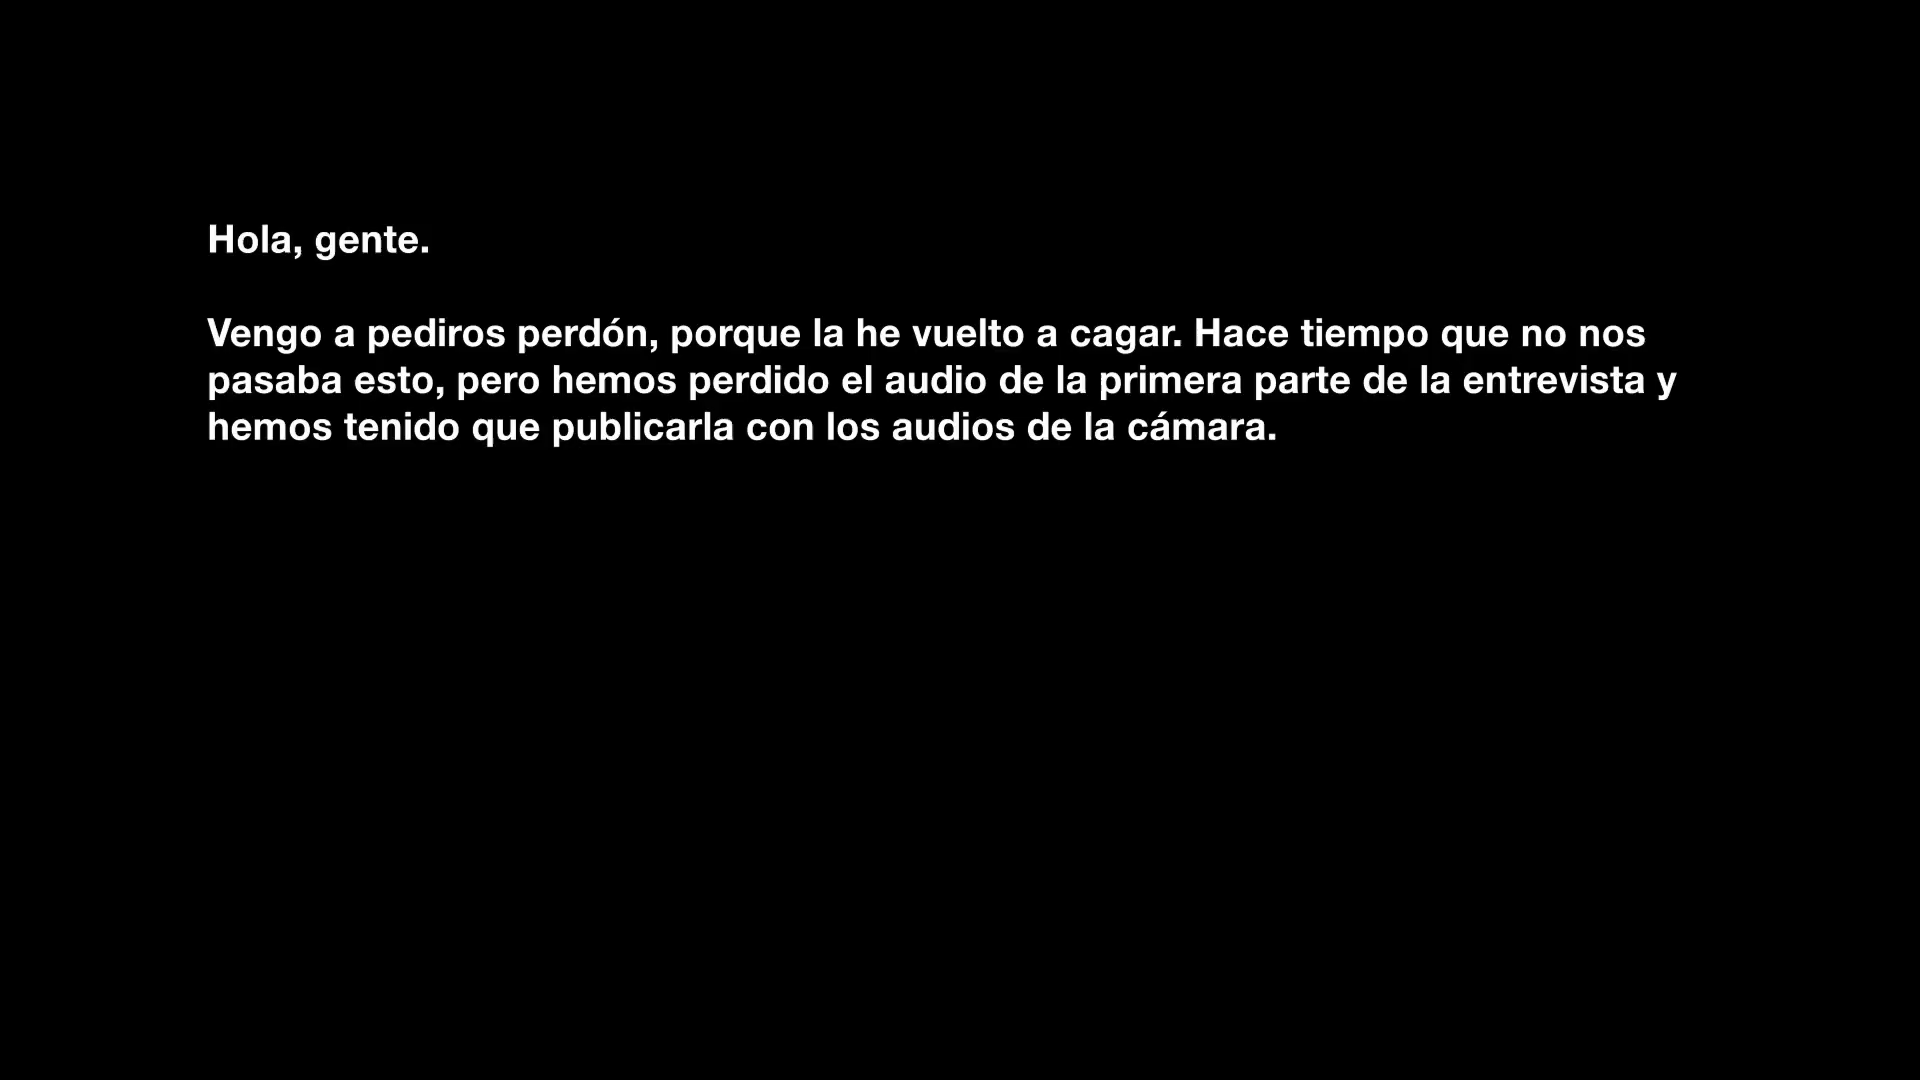 Hola, gente.
Vengo a pediros perdón, porque la he vuelto a cagar. Hace tiempo que no nos
pasaba esto, pero hemos perdido el audio de la primera parte de la entrevista y
hemos tenido que publicarla con los audios de la cámara.